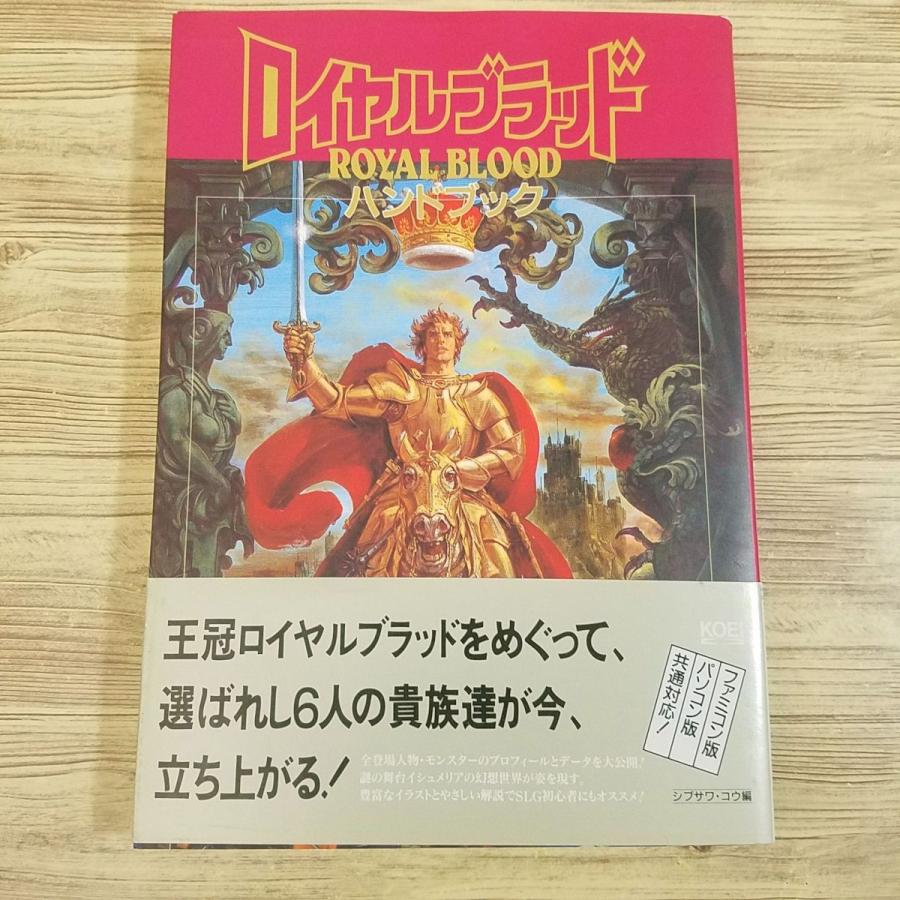 ロイヤルブラッド
ROYAL BLOOD
ハンドブック
KOEI
王冠ロイヤルブラッドをめぐって、
選ばれし6人の貴族達が今、
立ち上がる!
ファミコン版
パソコン版
共通対応!
全登場人物・モンスターのプロフィールとデータを大公開!
謎の舞台イシュメリアの幻想世界が姿を現す。
豊富なイラストとやさしい解説でSLG初心者にもオススメ!
シブサワ・コウ編